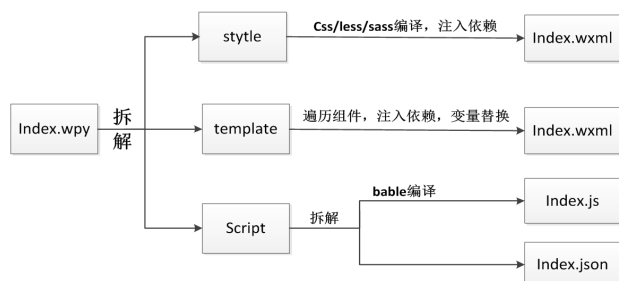 stytle
Css/less/sass编译，注入依赖
Index.wxml
Index.wpy
拆
解
template
遍历组件，注入依赖，变量替换
Index.wxml
Script
拆解
bable编译
Index.js
Index.json